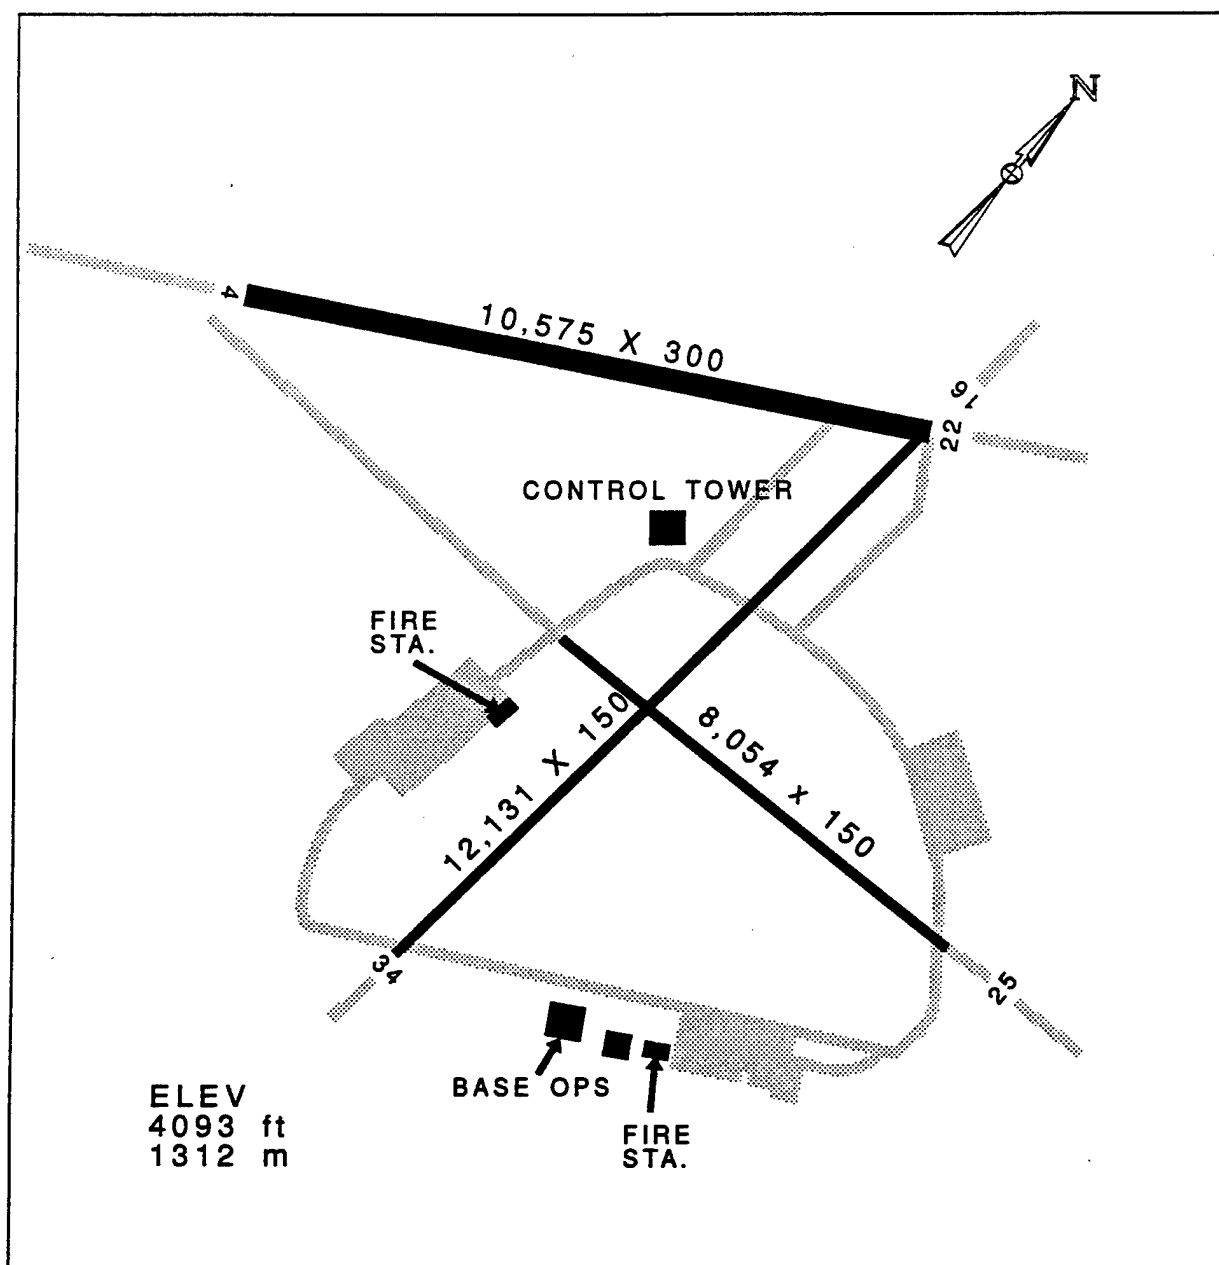 N
4
10,575 X 300
16
22
CONTROL TOWER
FIRE
STA.
12,131 X 150
8,054 x 150
34
25
BASE OPS
FIRE
STA.
ELEV
4093 ft
1312 m